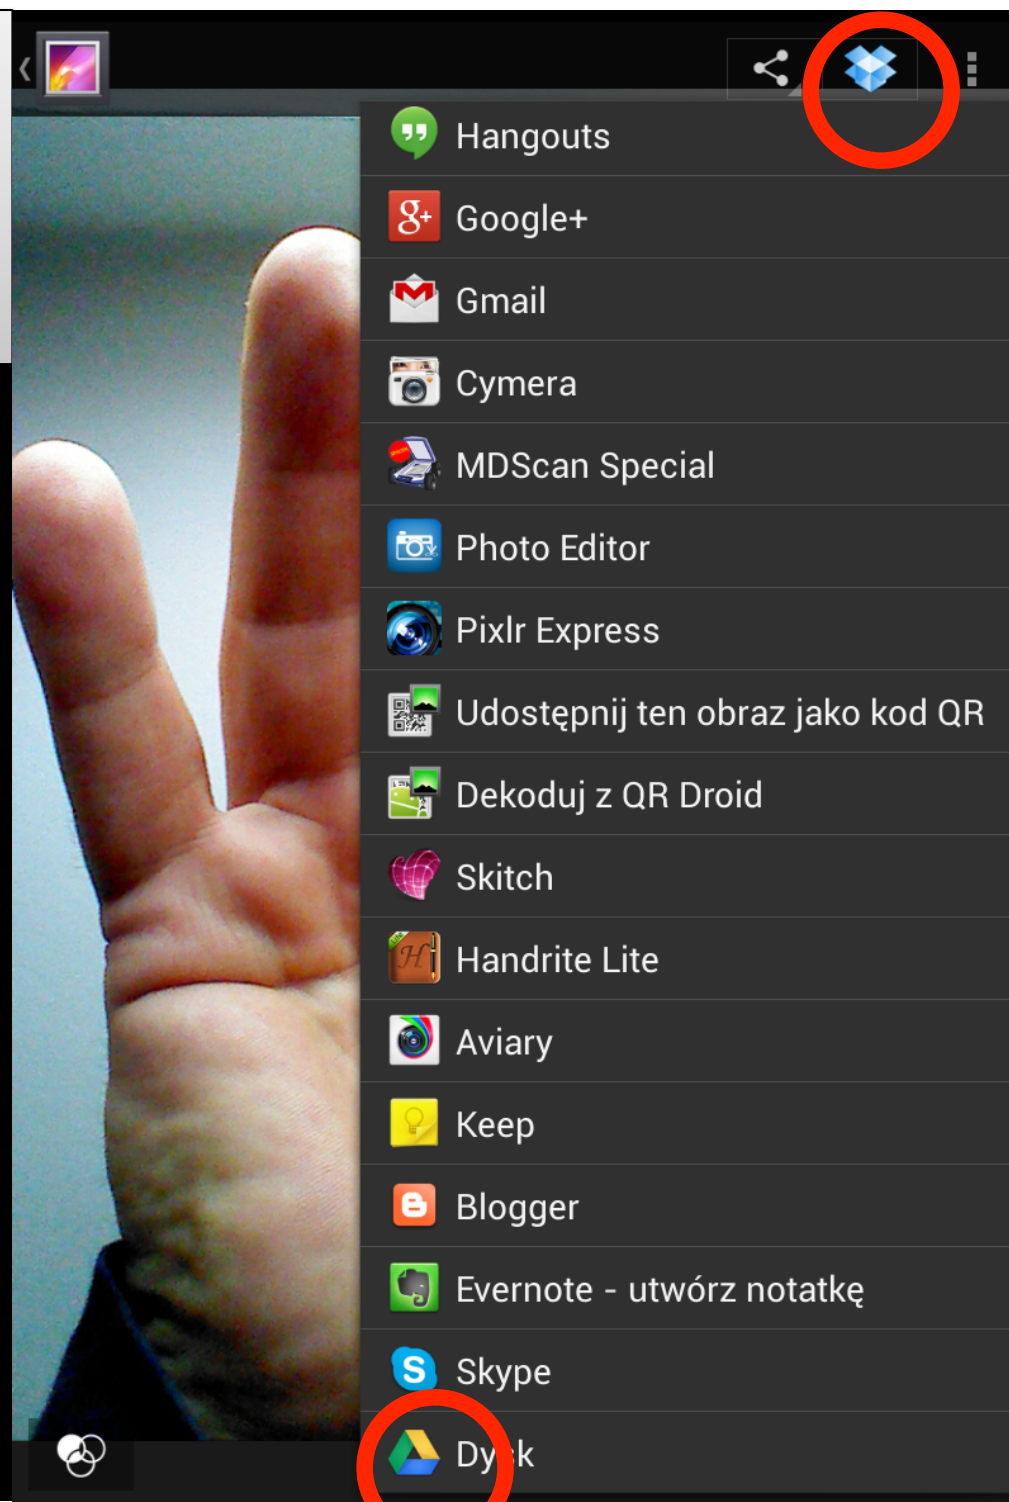 Hangouts
Google+
Gmail
Cymera
MDScan Special
Photo Editor
Pixlr Express
Udostępnij ten obraz jako kod QR
Dekoduj z QR Droid
Skitch
Handrite Lite
Aviary
Keep
Blogger
Evernote - utwórz notatkę
Skype
Dysk